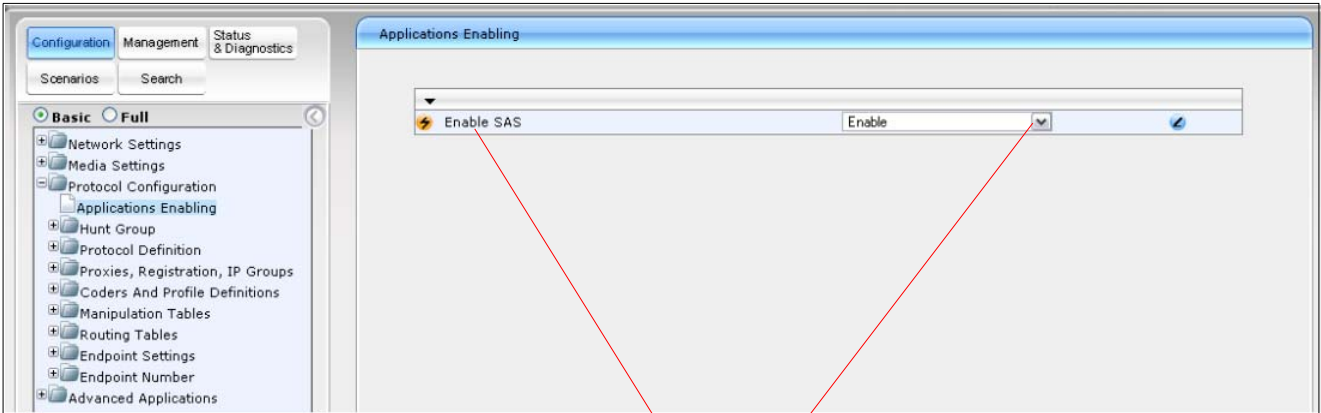 Configuration Management Status & Diagnostics
Scenarios Search
Basic Full
Network Settings
Media Settings
Protocol Configuration
Applications Enabling
Hunt Group
Protocol Definition
Proxies, Registration, IP Groups
Coders And Profile Definitions
Manipulation Tables
Routing Tables
Endpoint Settings
Endpoint Number
Advanced Applications
Applications Enabling
Enable SAS Enable